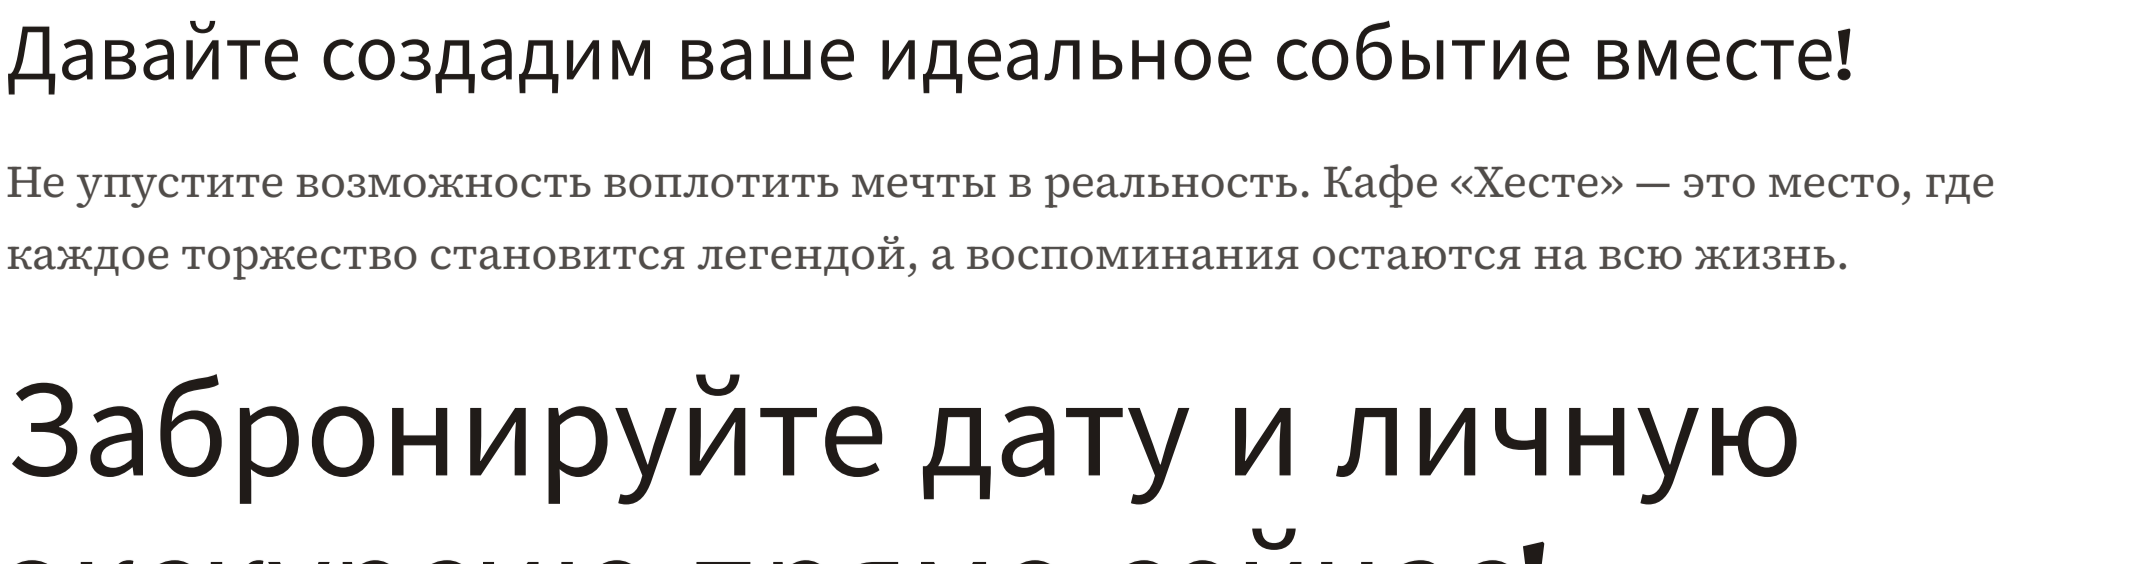 Давайте создадим ваше идеальное событие вместе!
Не упустите возможность воплотить мечты в реальность. Кафе «Хесте» — это место, где
каждое торжество становится легендой, а воспоминания остаются на всю жизнь.
Забронируйте дату и личную